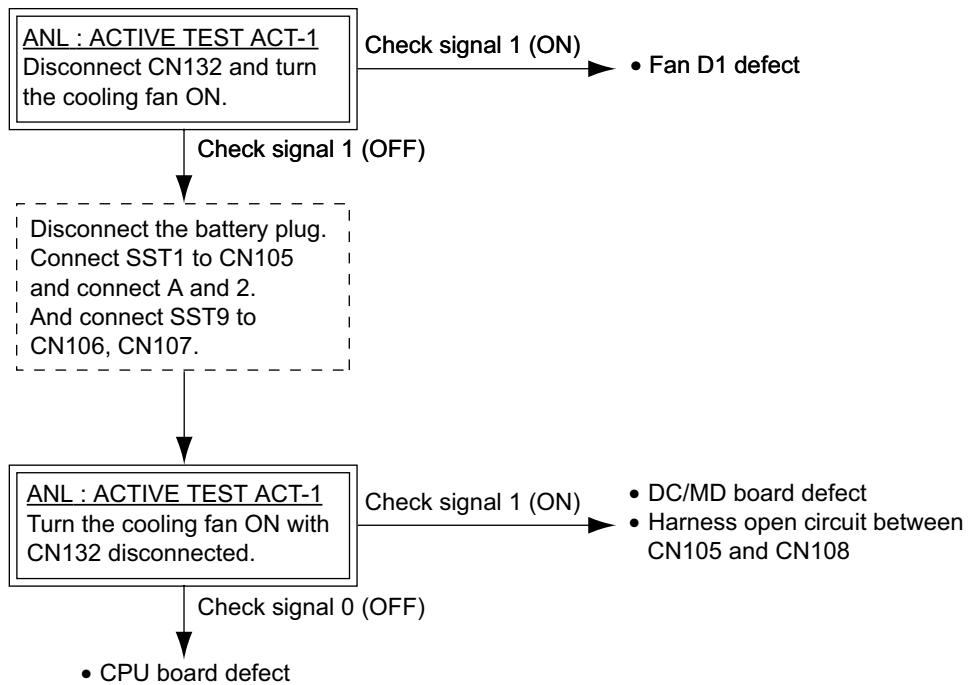 ANL : ACTIVE TEST ACT-1
Disconnect CN132 and turn
the cooling fan ON.
Check signal 1 (ON)
• Fan D1 defect
Check signal 1 (OFF)
Disconnect the battery plug.
Connect SST1 to CN105
and connect A and 2.
And connect SST9 to
CN106, CN107.
ANL : ACTIVE TEST ACT-1
Turn the cooling fan ON with
CN132 disconnected.
Check signal 1 (ON)
• DC/MD board defect
• Harness open circuit between
CN105 and CN108
Check signal 0 (OFF)
• CPU board defect